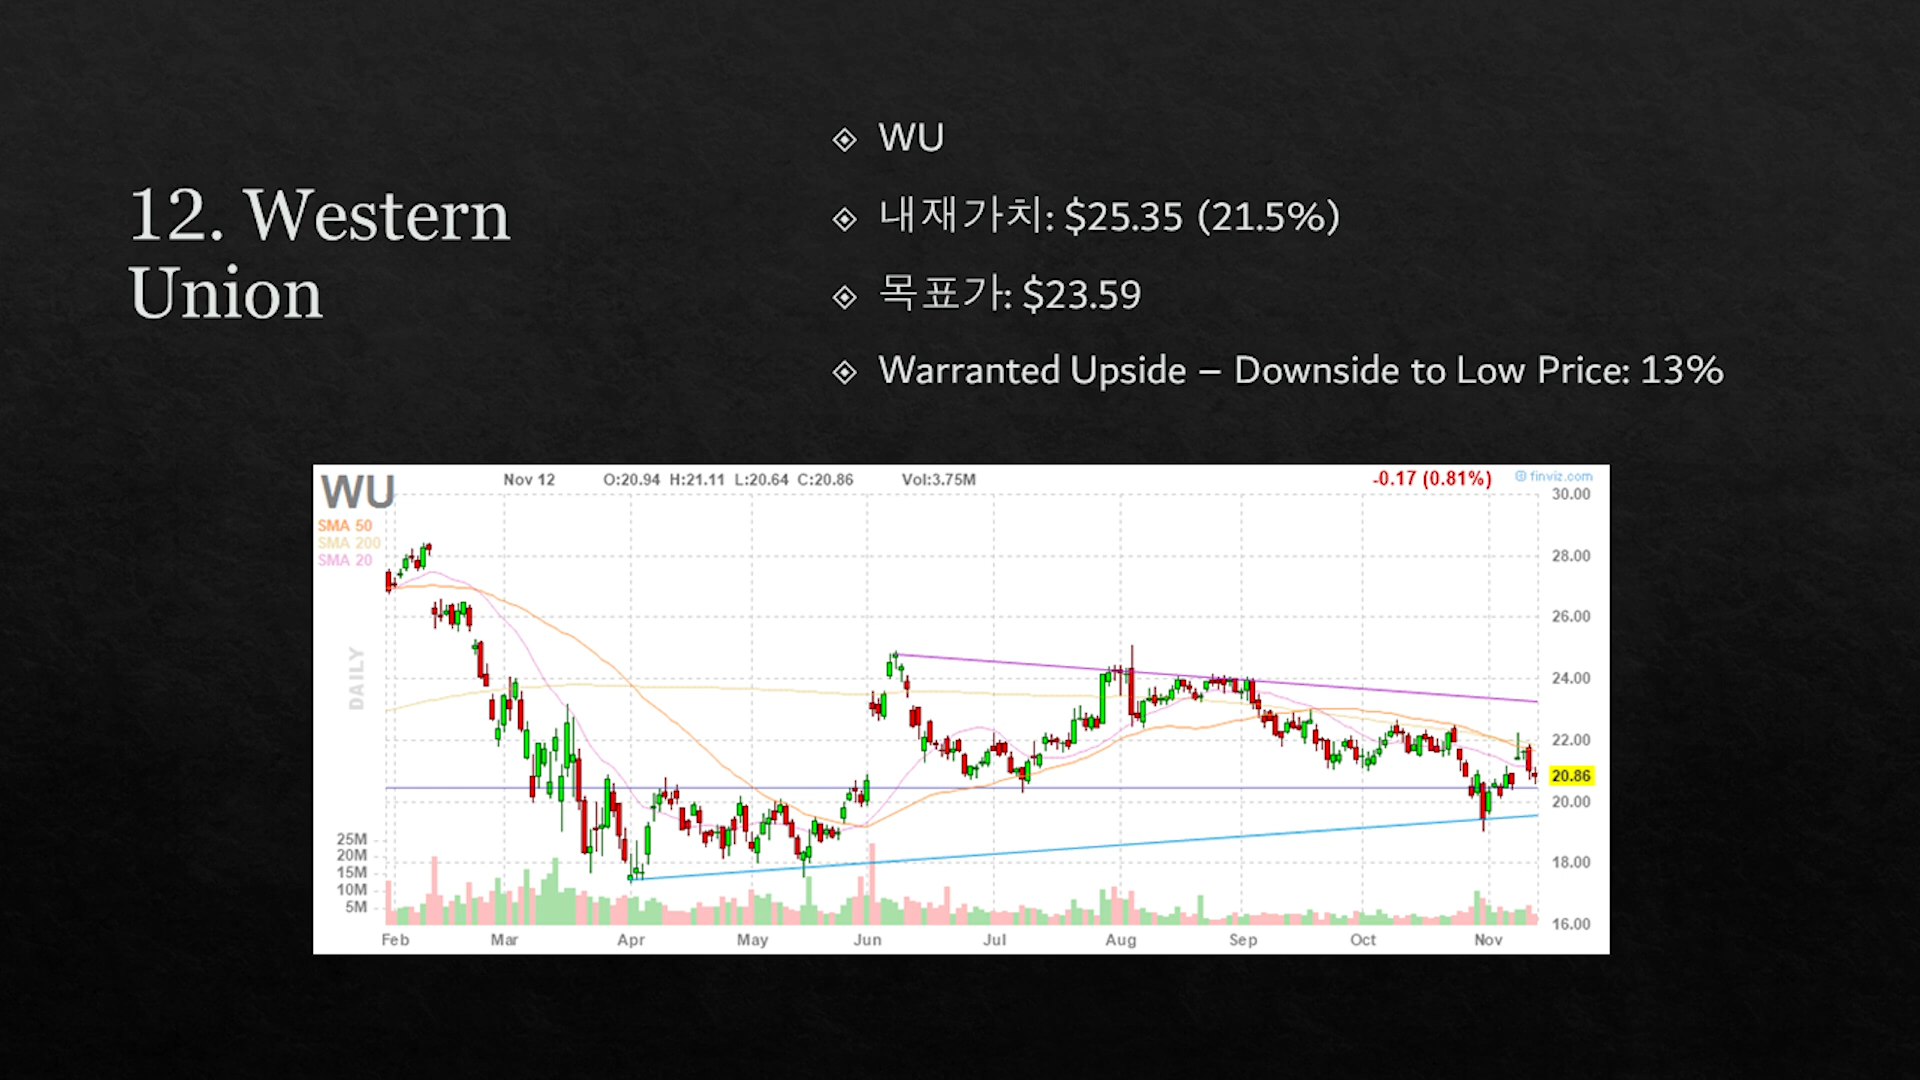 12. Western
Union
WU
내재가치: $25.35 (21.5%)
목표가: $23.59
Warranted Upside – Downside to Low Price: 13%
WU
Nov 12 O:20.94 H:21.11 L:20.64 C:20.86 Vol:3.75M
-0.17 (0.81%)
finviz.com
SMA 50
SMA 200
SMA 20
DAILY
30.00
28.00
26.00
24.00
22.00
20.86
20.00
18.00
16.00
25M
20M
15M
10M
5M
Feb Mar Apr May Jun Jul Aug Sep Oct Nov